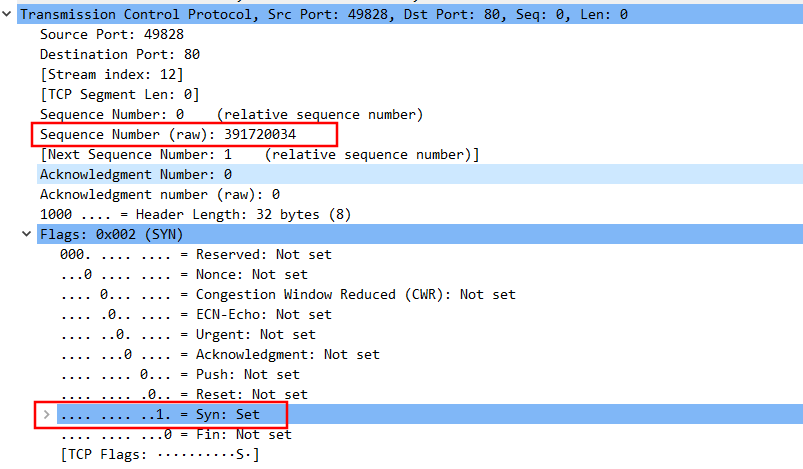 Transmission Control Protocol, Src Port: 49828, Dst Port: 80, Seq: 0, Len: 0
Source Port: 49828
Destination Port: 80
[Stream index: 12]
[TCP Segment Len: 0]
Sequence Number: 0    (relative sequence number)
Sequence Number (raw): 391720034
[Next Sequence Number: 1    (relative sequence number)]
Acknowledgment Number: 0
Acknowledgment number (raw): 0
1000 .... = Header Length: 32 bytes (8)
Flags: 0x002 (SYN)
000. .... .... = Reserved: Not set
...0 .... .... = Nonce: Not set
.... 0... .... = Congestion Window Reduced (CWR): Not set
.... .0.. .... = ECN-Echo: Not set
.... ..0. .... = Urgent: Not set
.... ...0 .... = Acknowledgment: Not set
.... .... 0... = Push: Not set
.... .... .0.. = Reset: Not set
.... .... ..1. = Syn: Set
.... .... ...0 = Fin: Not set
[TCP Flags: ··········S·]